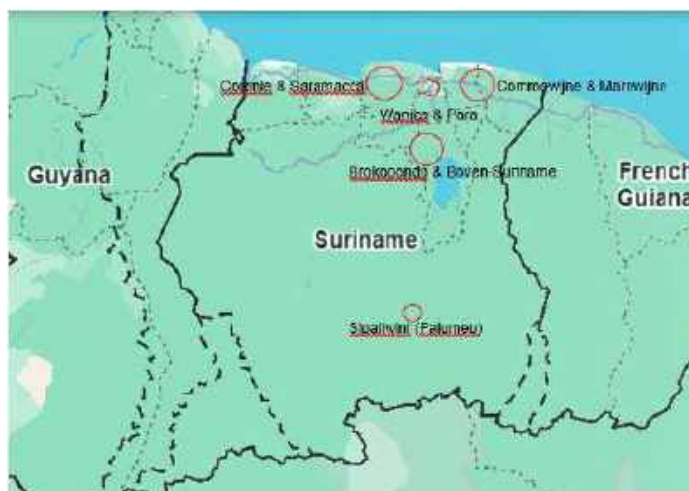 Coronie & Saramacca
Commewijne & Marowijne
Wanica & Para
Brokopondo & Boven-Suriname
Guyana
French
Guiana
Suriname
Sipaliwini (Palumeu)